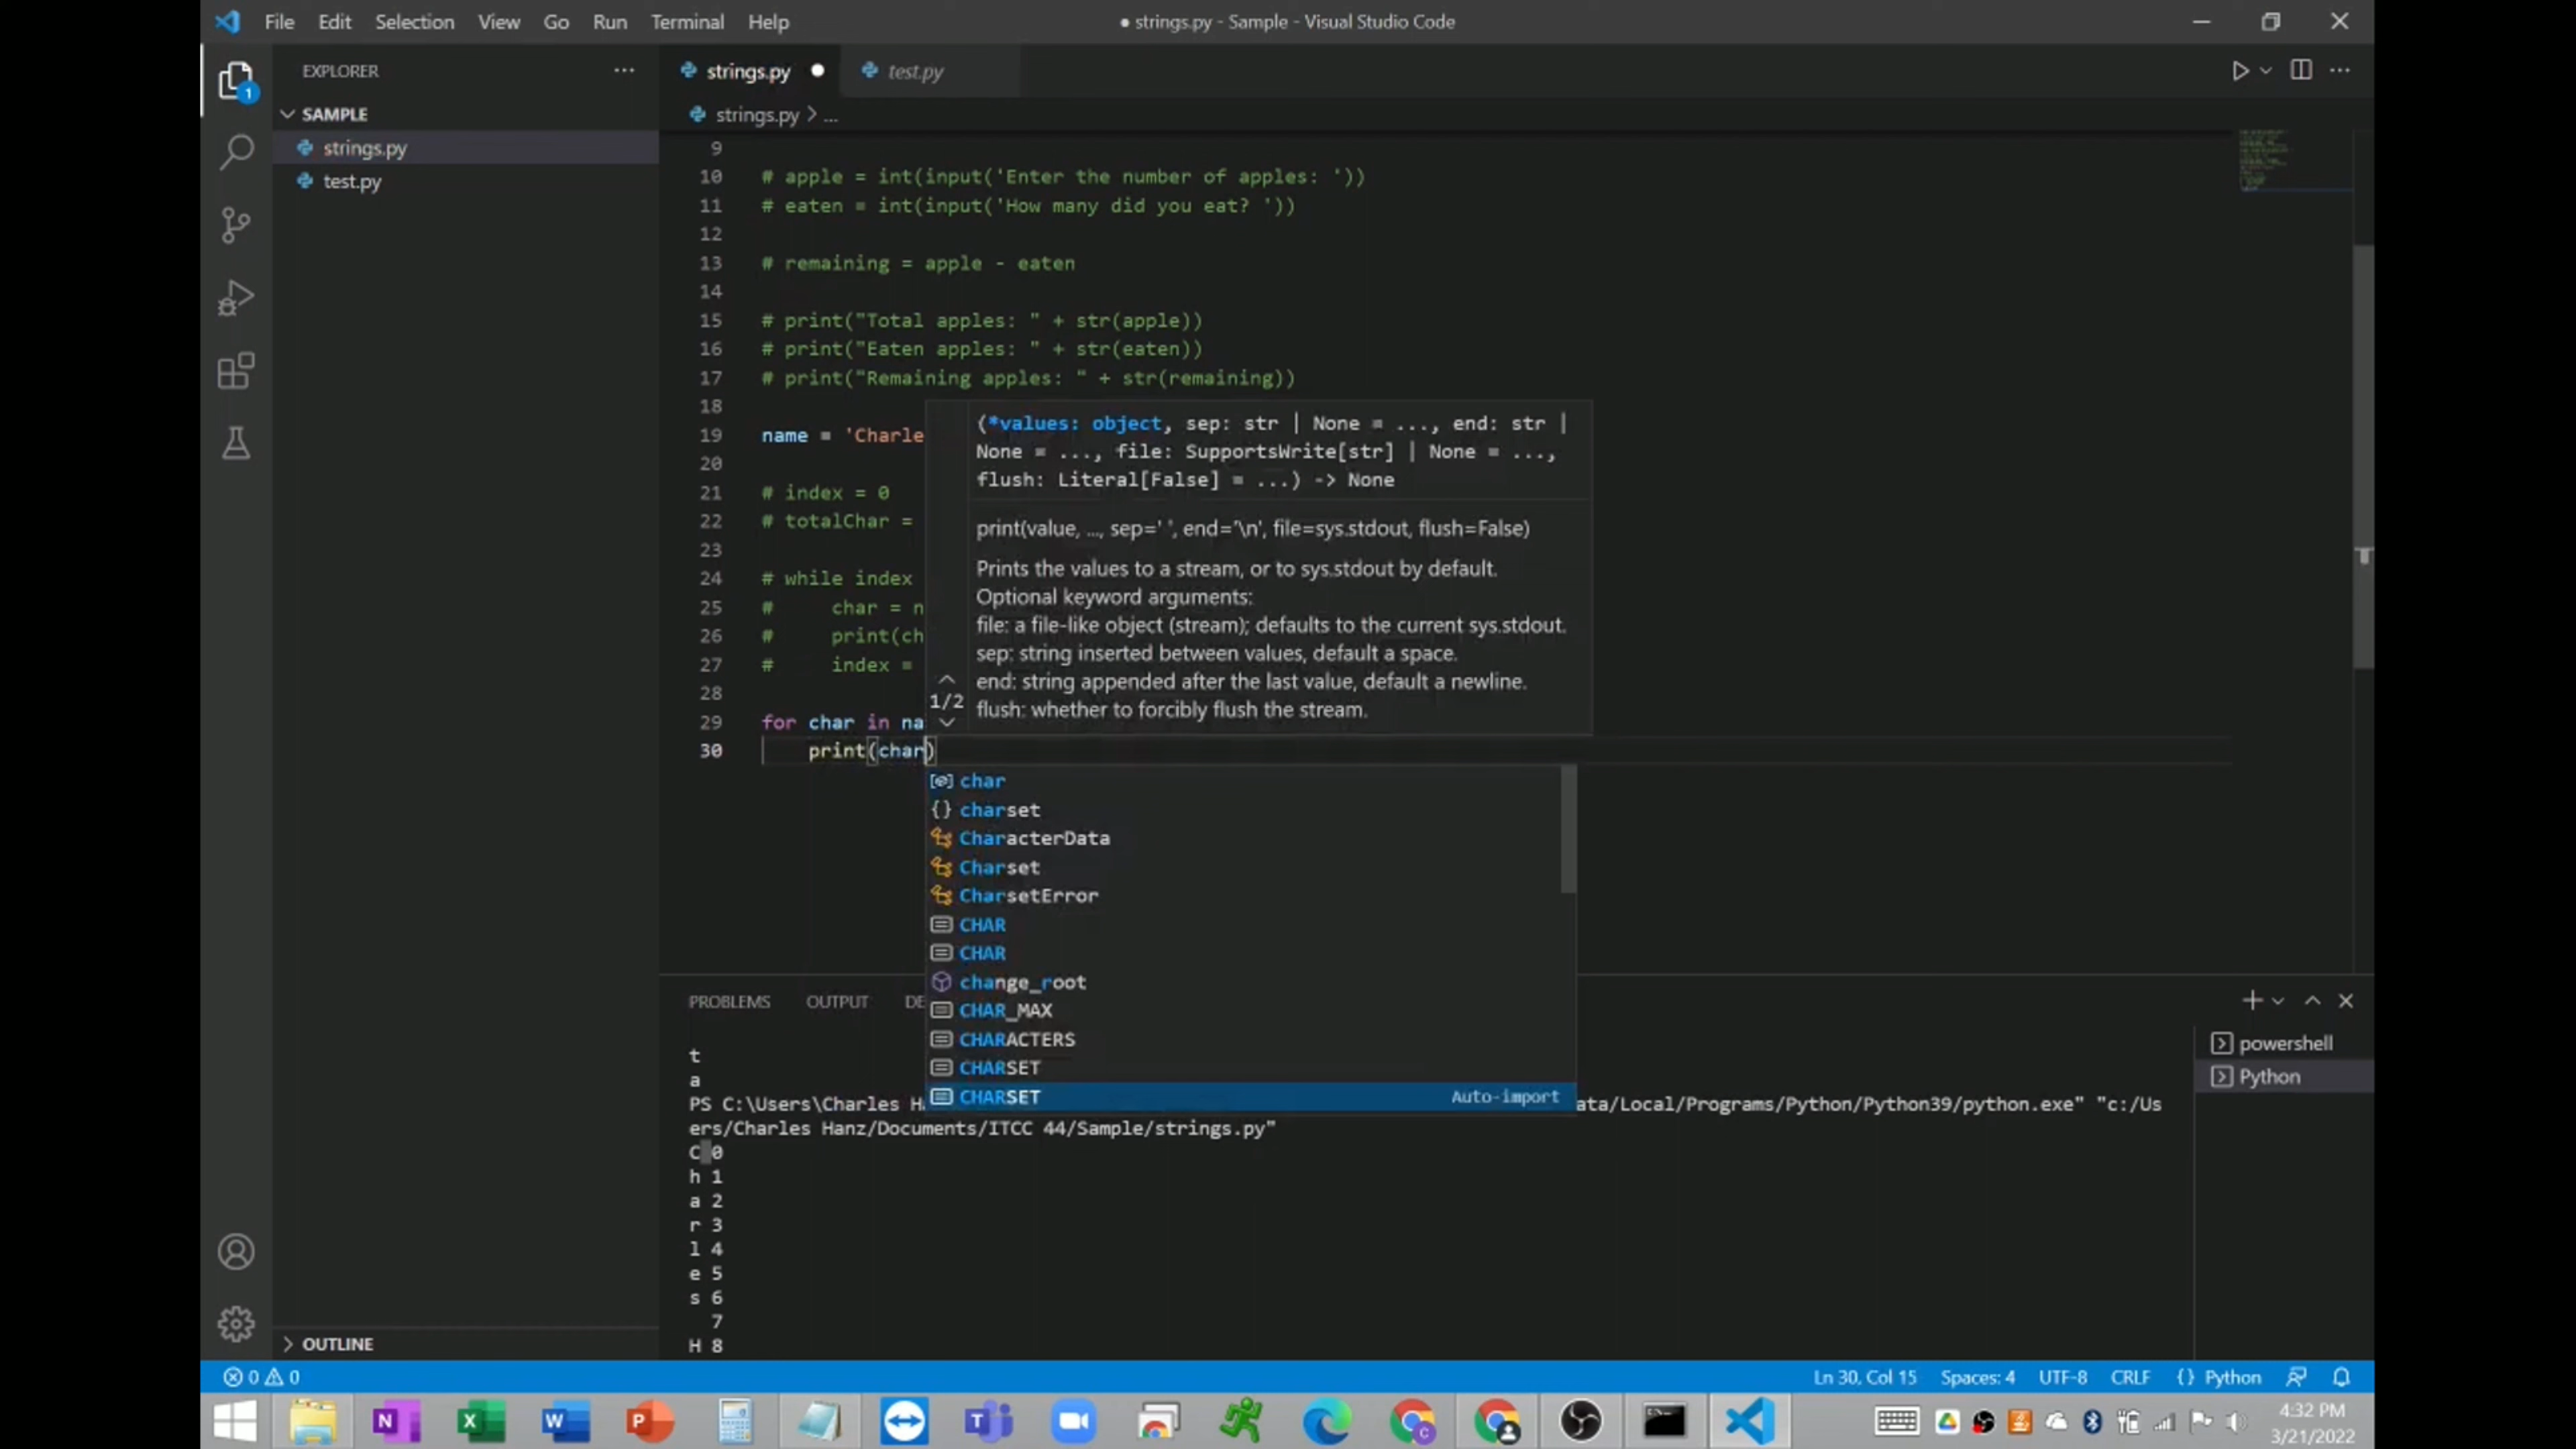 File Edit Selection View Go Run Terminal Help
● strings.py - Sample - Visual Studio Code
EXPLORER
SAMPLE
strings.py
test.py
OUTLINE
1
strings.py
test.py
strings.py > ...
9
10 # apple = int(input('Enter the number of apples: '))
11 # eaten = int(input('How many did you eat? '))
12
13 # remaining = apple - eaten
14
15 # print("Total apples: " + str(apple))
16 # print("Eaten apples: " + str(eaten))
17 # print("Remaining apples: " + str(remaining))
18
19 name = 'Charle
20
21 # index = 0
22 # totalChar =
23
24 # while index
25 #     char = n
26 #     print(ch
27 #     index =
28
29 for char in na
30     print(char)
(*values: object, sep: str | None = ..., end: str |
None = ..., file: SupportsWrite[str] | None = ...,
flush: Literal[False] = ...) -> None
print(value, ..., sep=' ', end='\n', file=sys.stdout, flush=False)
Prints the values to a stream, or to sys.stdout by default.
Optional keyword arguments:
file: a file-like object (stream); defaults to the current sys.stdout.
sep: string inserted between values, default a space.
end: string appended after the last value, default a newline.
flush: whether to forcibly flush the stream.
1/2
char
charset
CharacterData
Charset
CharsetError
CHAR
CHAR
change_root
CHAR_MAX
CHARACTERS
CHARSET
CHARSET Auto-import
PROBLEMS OUTPUT DE
t
a
PS C:\Users\Charles H ata/Local/Programs/Python/Python39/python.exe" "c:/Us
ers/Charles Hanz/Documents/ITCC 44/Sample/strings.py"
C 0
h 1
a 2
r 3
l 4
e 5
s 6
7
H 8
powershell
Python
0 0
Ln 30, Col 15 Spaces: 4 UTF-8 CRLF {} Python
4:32 PM
3/21/2022